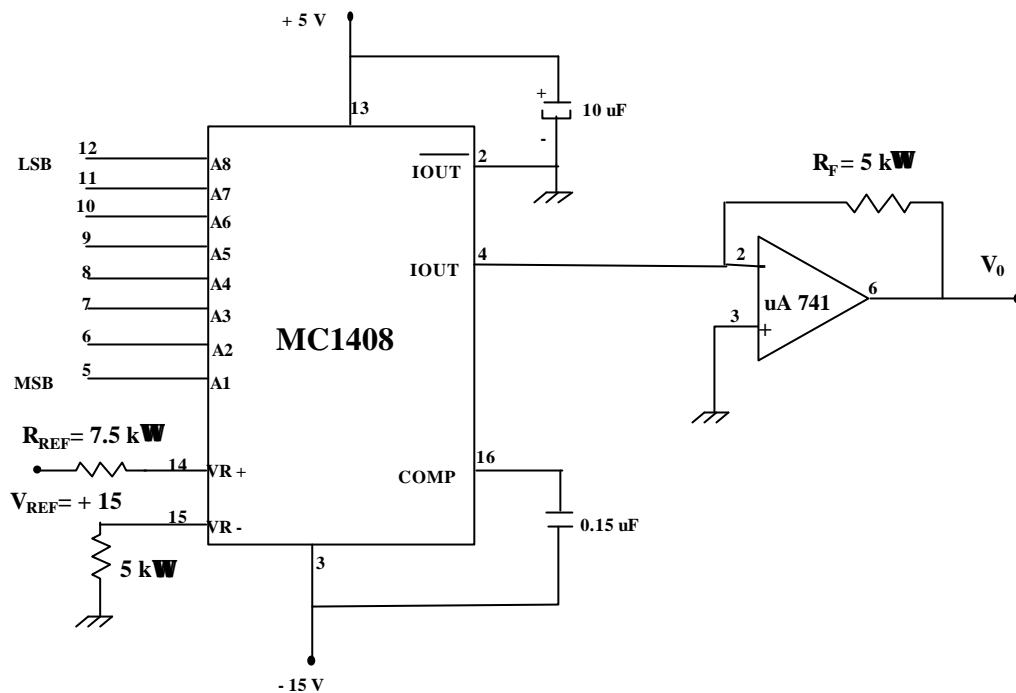 + 5 V
13
+
10 uF
-
12
LSB
A8
IOUT
2
11
A7
10
A6
9
A5
IOUT
4
8
A4
7
A3
6
A2
MSB
5
A1
MC1408
R_F = 5 kW
2
-
uA 741
6
V_0
3
+
R_REF = 7.5 kW
14
VR +
COMP
16
V_REF = + 15
15
VR -
0.15 uF
5 kW
3
- 15 V